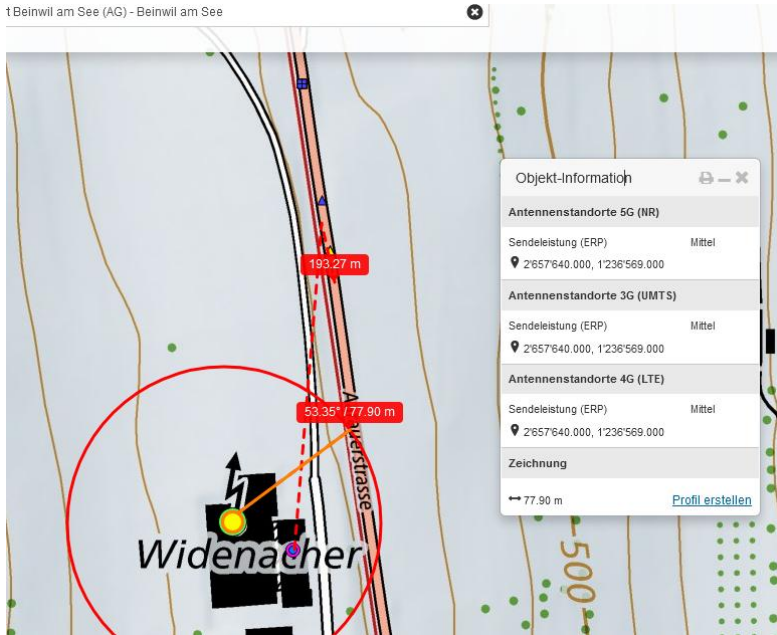 t Beinwil am See (AG) - Beinwil am See
Objekt-Information
Antennenstandorte 5G (NR)
Sendeleistung (ERP) Mittel
2'657'640.000, 1'236'569.000
Antennenstandorte 3G (UMTS)
Sendeleistung (ERP) Mittel
2'657'640.000, 1'236'569.000
Antennenstandorte 4G (LTE)
Sendeleistung (ERP) Mittel
2'657'640.000, 1'236'569.000
Zeichnung
77.90 m Profil erstellen
193.27 m
53.35° / 77.90 m
Widenacher
500